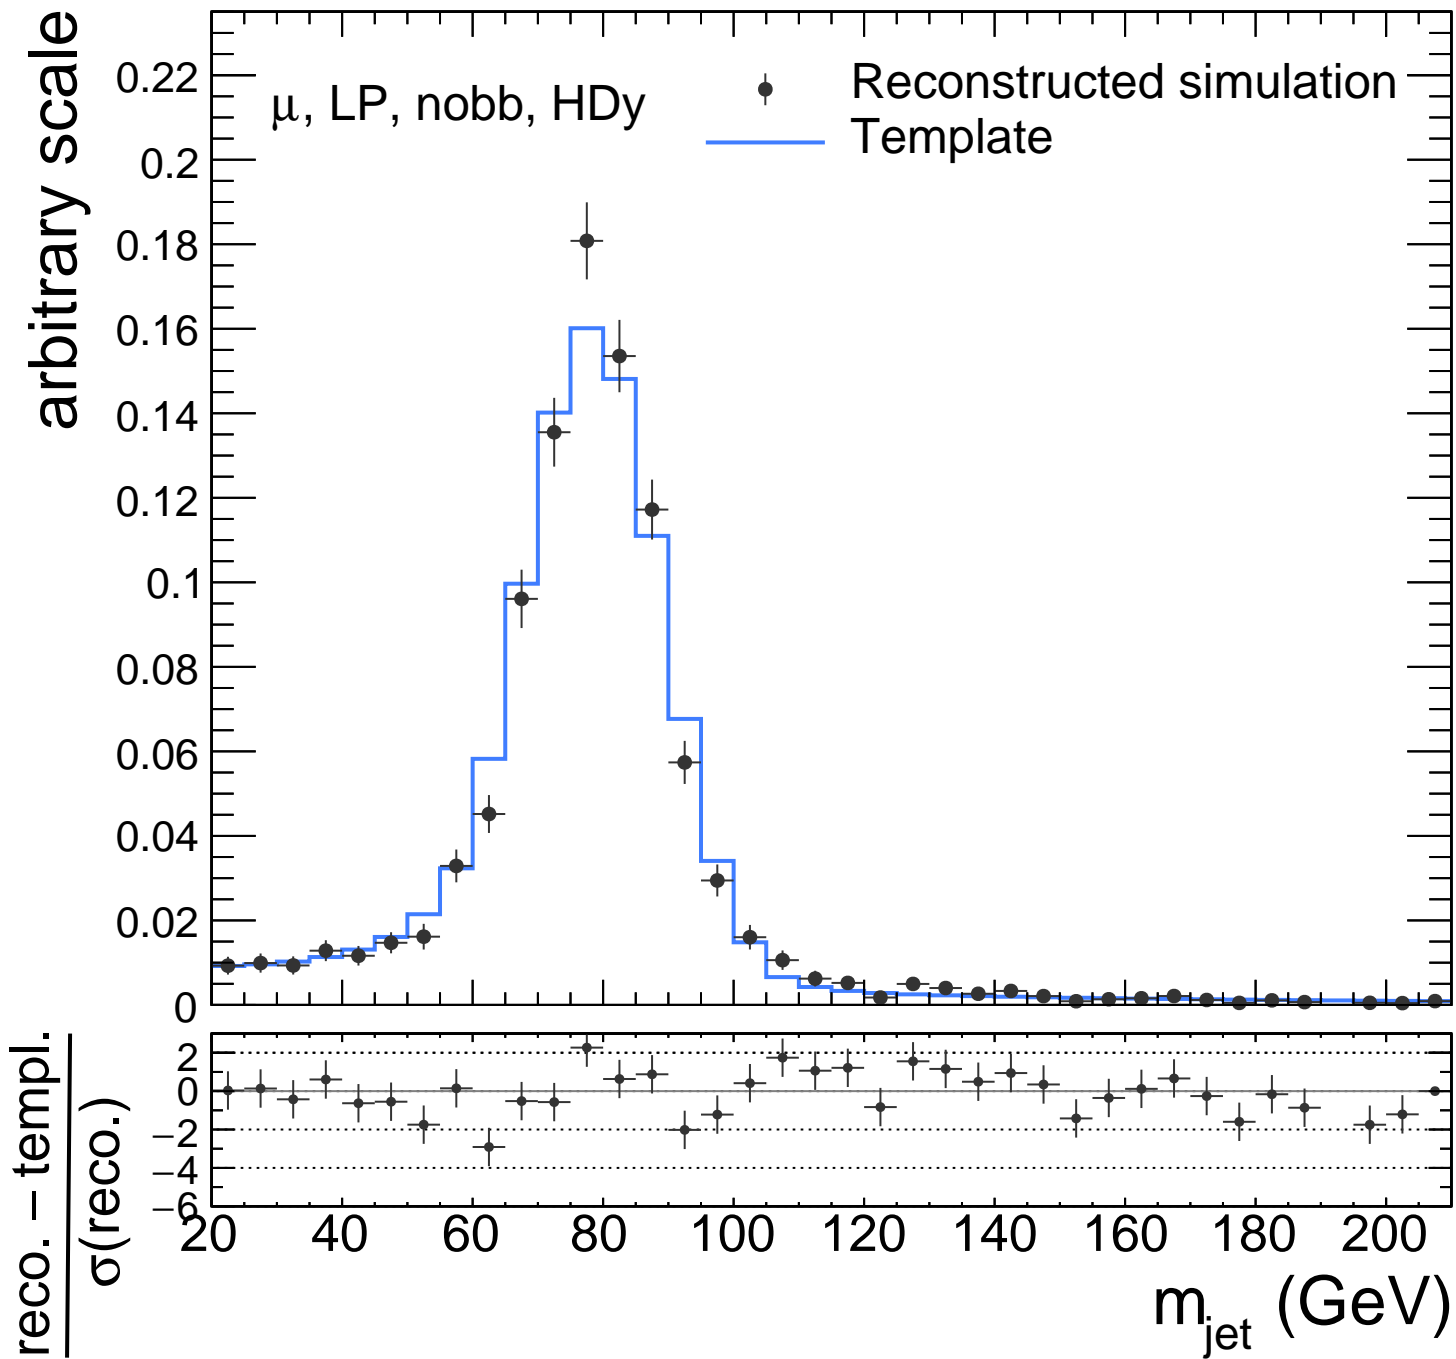 arbitrary scale
μ, LP, nobb, HDy
Reconstructed simulation
Template
0.22
0.2
0.18
0.16
0.14
0.12
0.1
0.08
0.06
0.04
0.02
0
reco. − templ.
σ(reco.)
2
0
−2
−4
−6
20 40 60 80 100 120 140 160 180 200
m_jet (GeV)